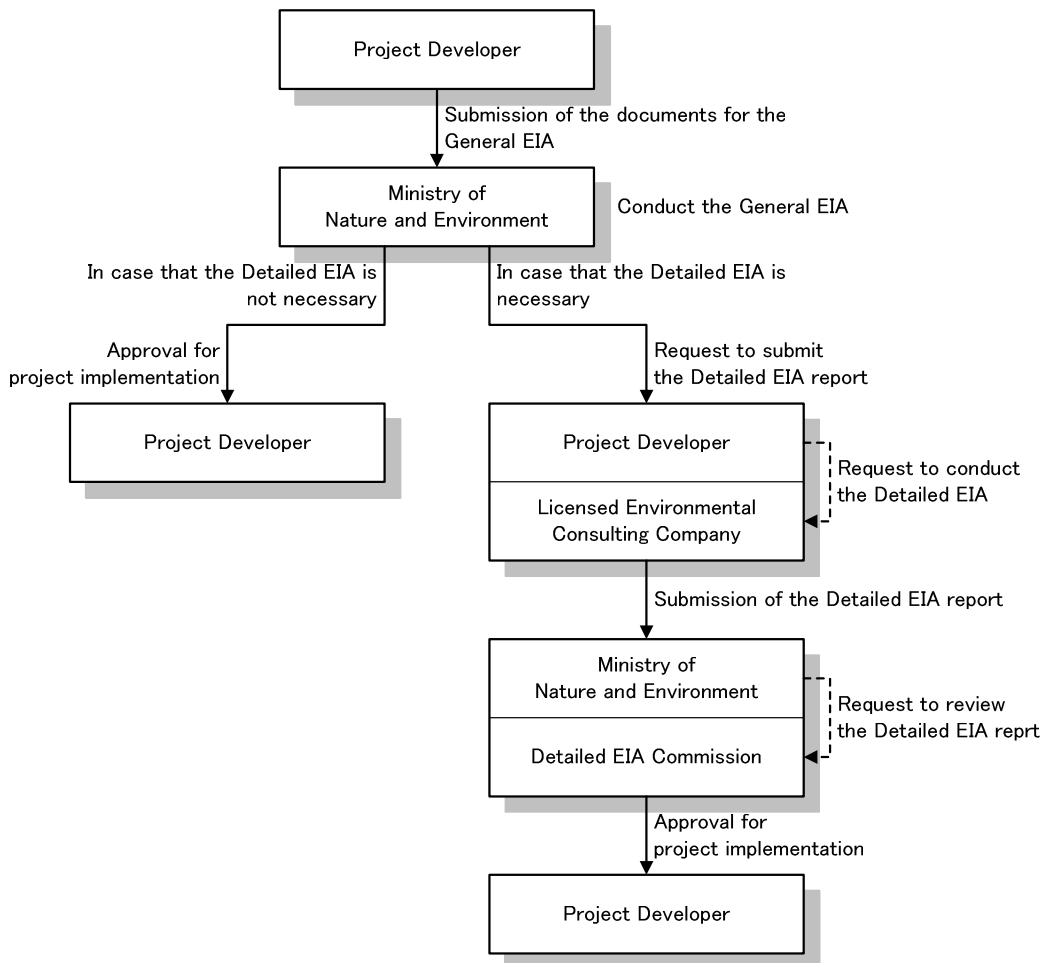 Project Developer
Submission of the documents for the
General EIA
Ministry of
Nature and Environment
Conduct the General EIA
In case that the Detailed EIA is
not necessary
In case that the Detailed EIA is
necessary
Approval for
project implementation
Request to submit
the Detailed EIA report
Project Developer
Project Developer
Request to conduct
the Detailed EIA
Licensed Environmental
Consulting Company
Submission of the Detailed EIA report
Ministry of
Nature and Environment
Request to review
the Detailed EIA reprt
Detailed EIA Commission
Approval for
project implementation
Project Developer